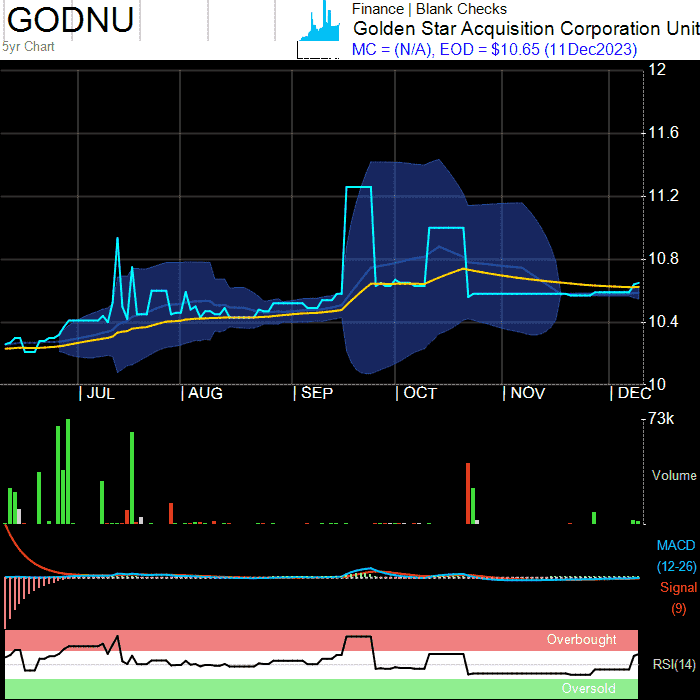 GODNU
5yr Chart
Finance | Blank Checks
Golden Star Acquisition Corporation Unit
MC = (N/A), EOD = $10.65 (11Dec2023)
12
11.6
11.2
10.8
10.4
10
| JUL | AUG | SEP | OCT | NOV | DEC
73k
Volume
MACD
(12-26)
Signal
(9)
Overbought
RSI(14)
Oversold